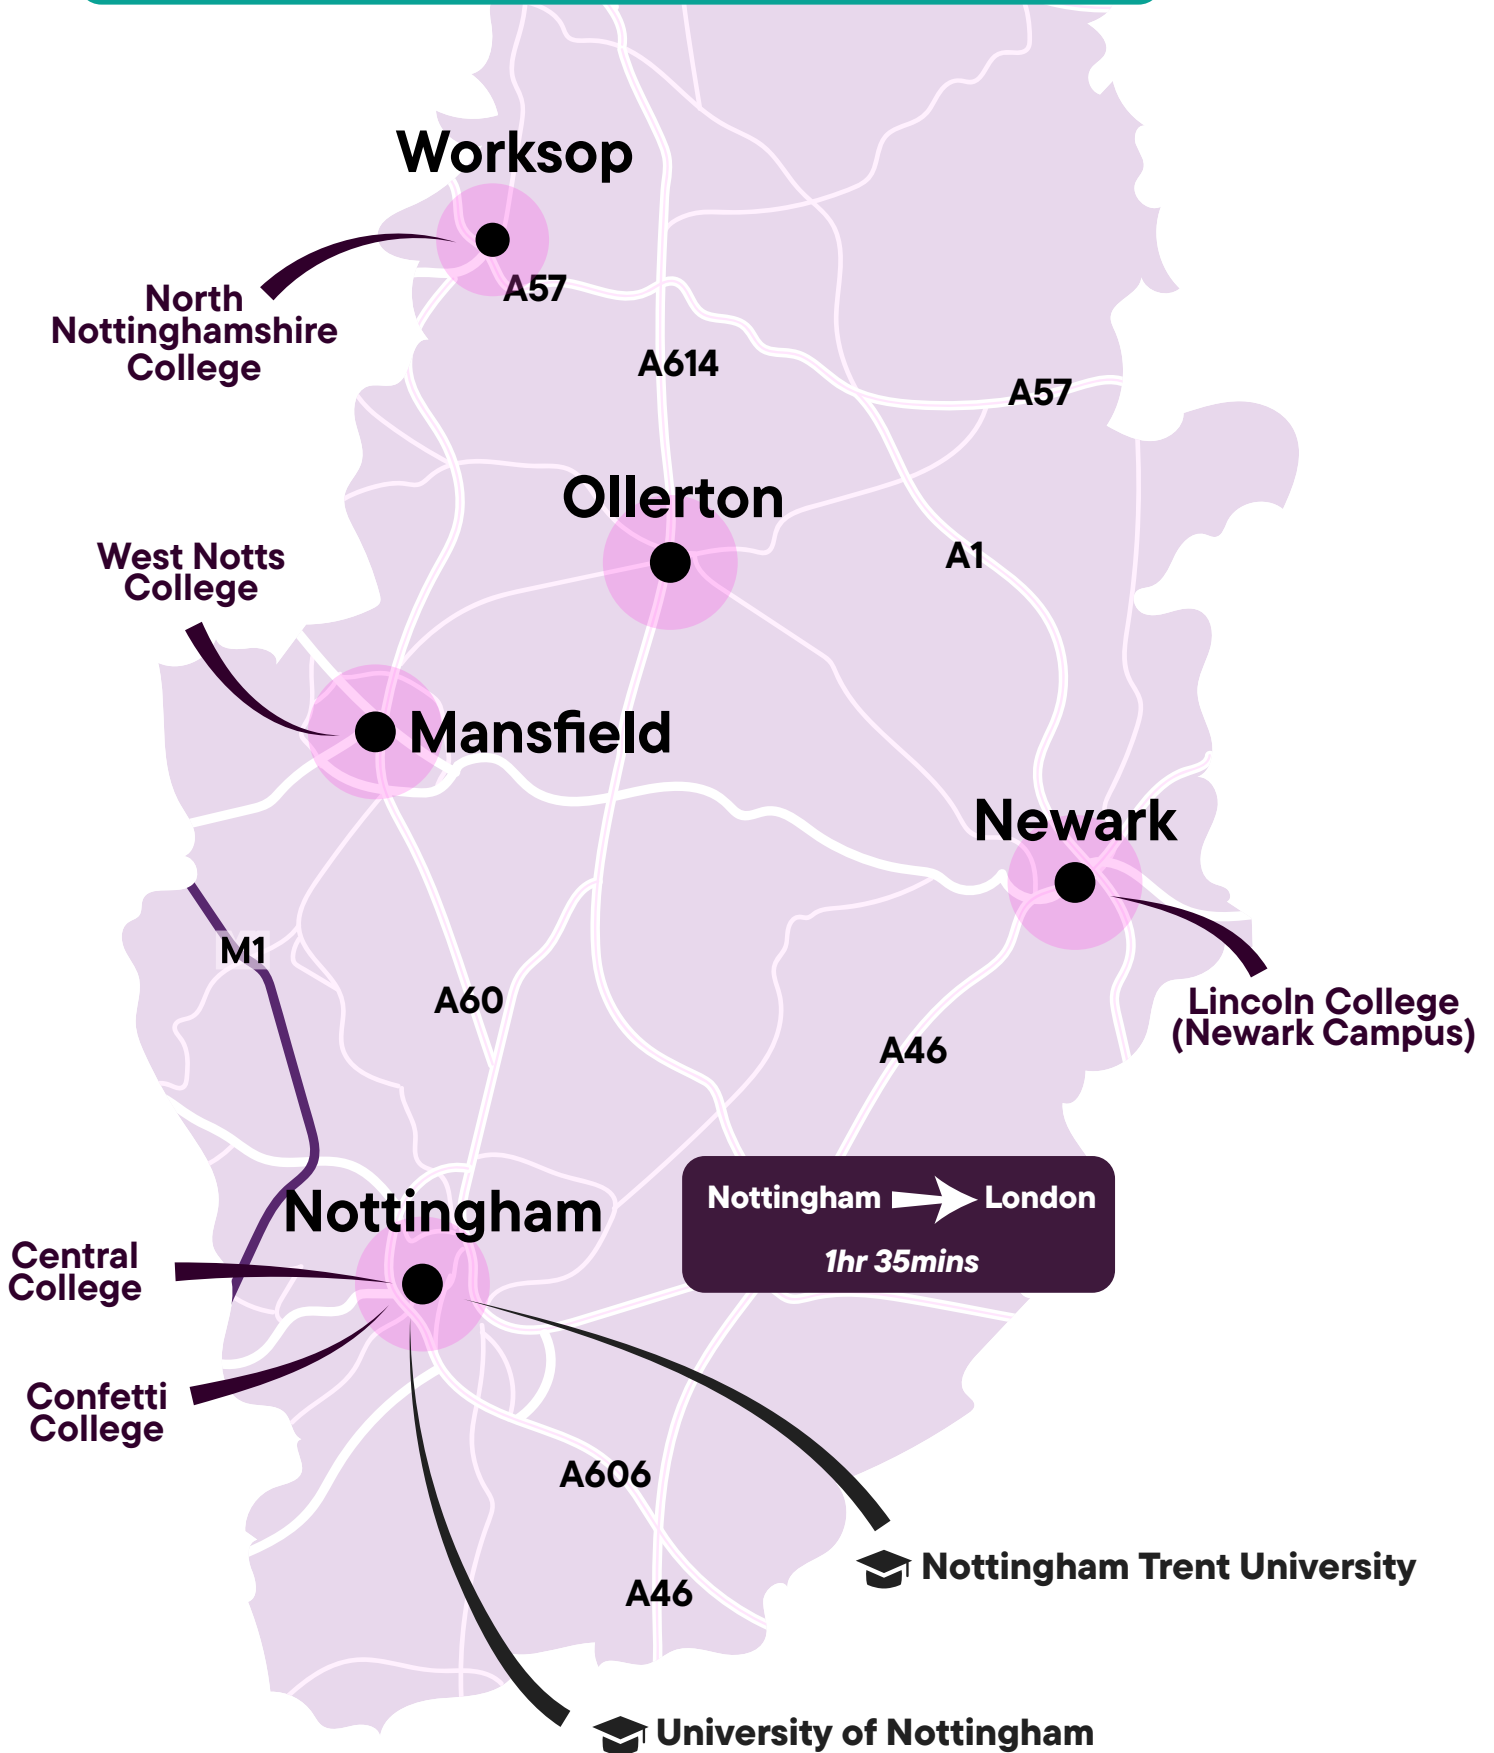 Worksop
A57
North
Nottinghamshire
College
A614
A57
Ollerton
West Notts
College
A1
Mansfield
Newark
M1
A60
Lincoln College
(Newark Campus)
A46
Nottingham
Nottingham London
1hr 35mins
Central
College
Confetti
College
A606
Nottingham Trent University
A46
University of Nottingham